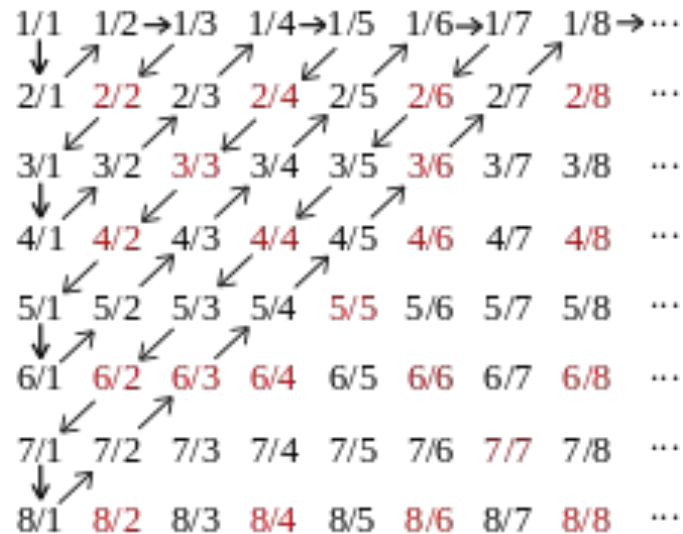 1/1 1/2 → 1/3 1/4 → 1/5 1/6 → 1/7 1/8 → ···
2/1 2/2 2/3 2/4 2/5 2/6 2/7 2/8 ···
3/1 3/2 3/3 3/4 3/5 3/6 3/7 3/8 ···
4/1 4/2 4/3 4/4 4/5 4/6 4/7 4/8 ···
5/1 5/2 5/3 5/4 5/5 5/6 5/7 5/8 ···
6/1 6/2 6/3 6/4 6/5 6/6 6/7 6/8 ···
7/1 7/2 7/3 7/4 7/5 7/6 7/7 7/8 ···
8/1 8/2 8/3 8/4 8/5 8/6 8/7 8/8 ···